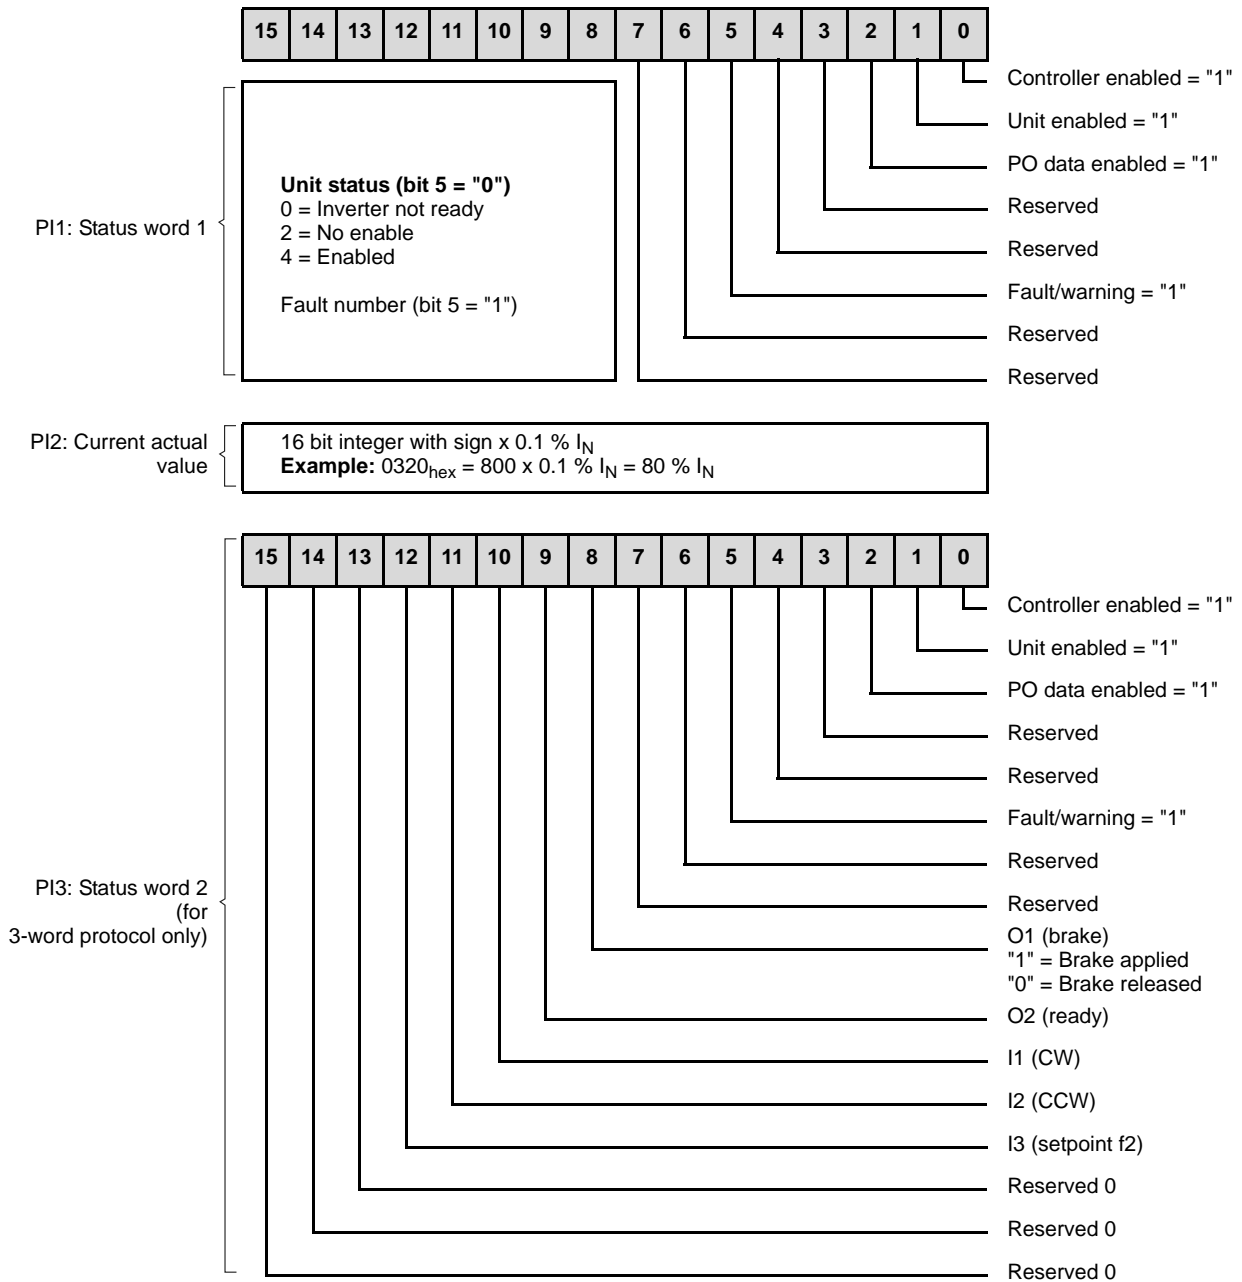 15 14 13 12 11 10 9 8 7 6 5 4 3 2 1 0
Controller enabled = "1"
Unit enabled = "1"
PO data enabled = "1"
Reserved
Reserved
Fault/warning = "1"
Reserved
Reserved
PI1: Status word 1
Unit status (bit 5 = "0")
0 = Inverter not ready
2 = No enable
4 = Enabled
Fault number (bit 5 = "1")
PI2: Current actual
value
16 bit integer with sign x 0.1 % IN
Example: 0320hex = 800 x 0.1 % IN = 80 % IN
15 14 13 12 11 10 9 8 7 6 5 4 3 2 1 0
Controller enabled = "1"
Unit enabled = "1"
PO data enabled = "1"
Reserved
Reserved
Fault/warning = "1"
Reserved
Reserved
PI3: Status word 2
(for
3-word protocol only)
O1 (brake)
"1" = Brake applied
"0" = Brake released
O2 (ready)
I1 (CW)
I2 (CCW)
I3 (setpoint f2)
Reserved 0
Reserved 0
Reserved 0